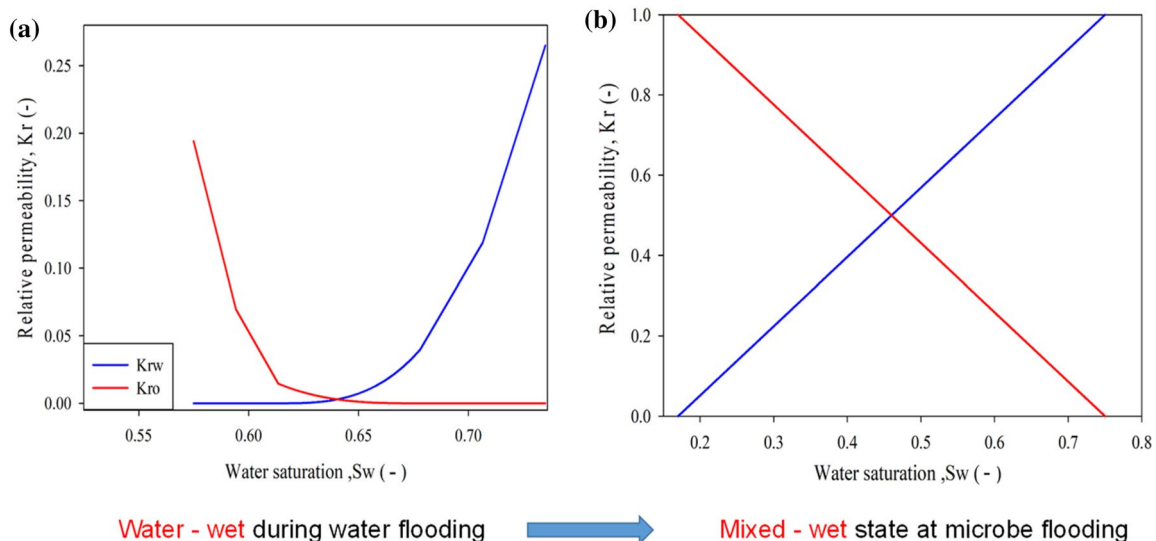 (a)
Relative permeability, Kr (-)
0.25
0.20
0.15
0.10
0.05
0.00
Krw
Kro
0.55 0.60 0.65 0.70
Water saturation ,Sw ( - )
(b)
Relative permeability, Kr (-)
1.0
0.8
0.6
0.4
0.2
0.0
0.2 0.3 0.4 0.5 0.6 0.7 0.8
Water saturation ,Sw ( - )
Water - wet during water flooding
Mixed - wet state at microbe flooding